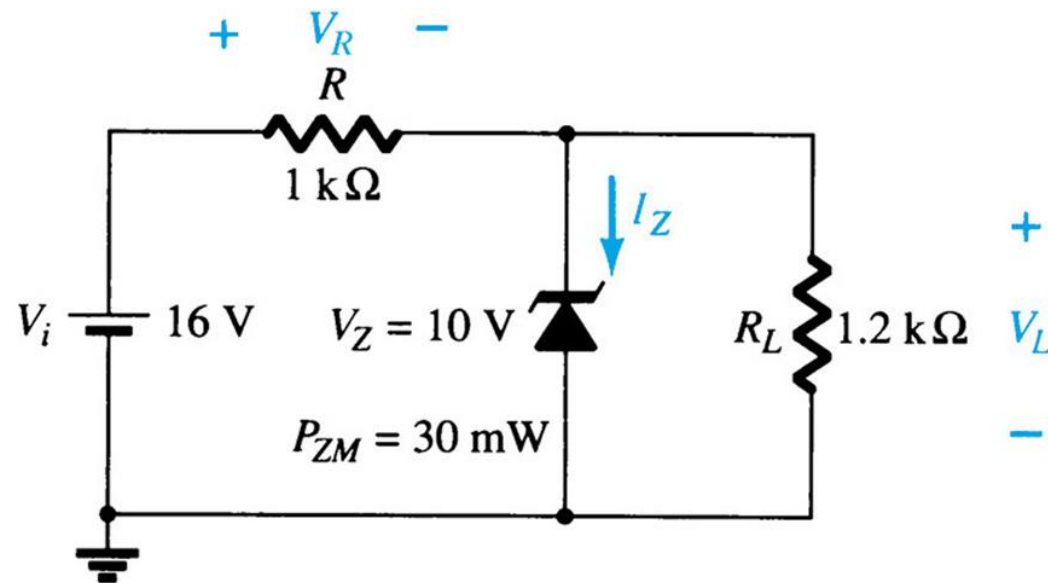 + V_R −
R
1 kΩ
I_Z
+
V_i 16 V
V_Z = 10 V
R_L 1.2 kΩ
V_L
P_ZM = 30 mW
−